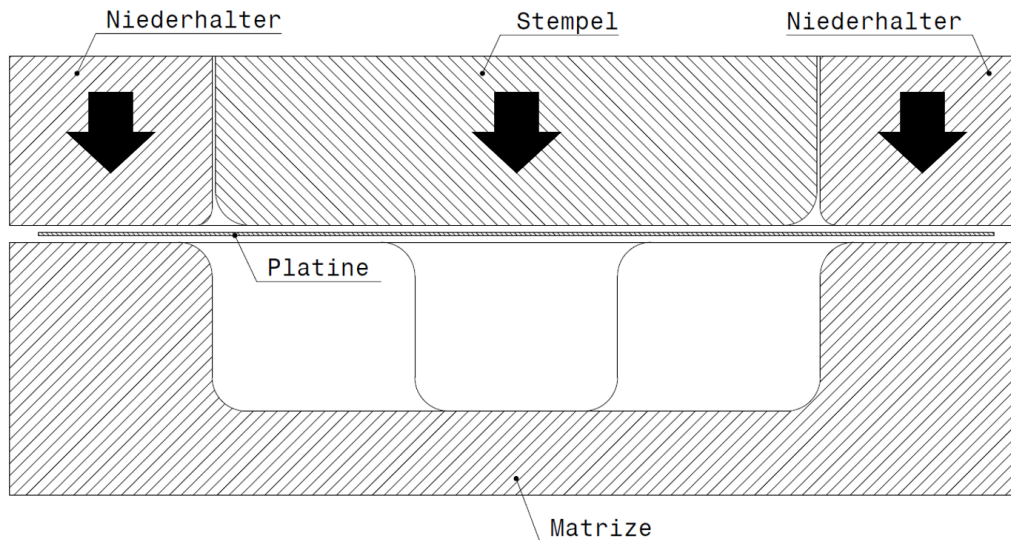 Niederhalter
Stempel
Niederhalter
Platine
Matrize